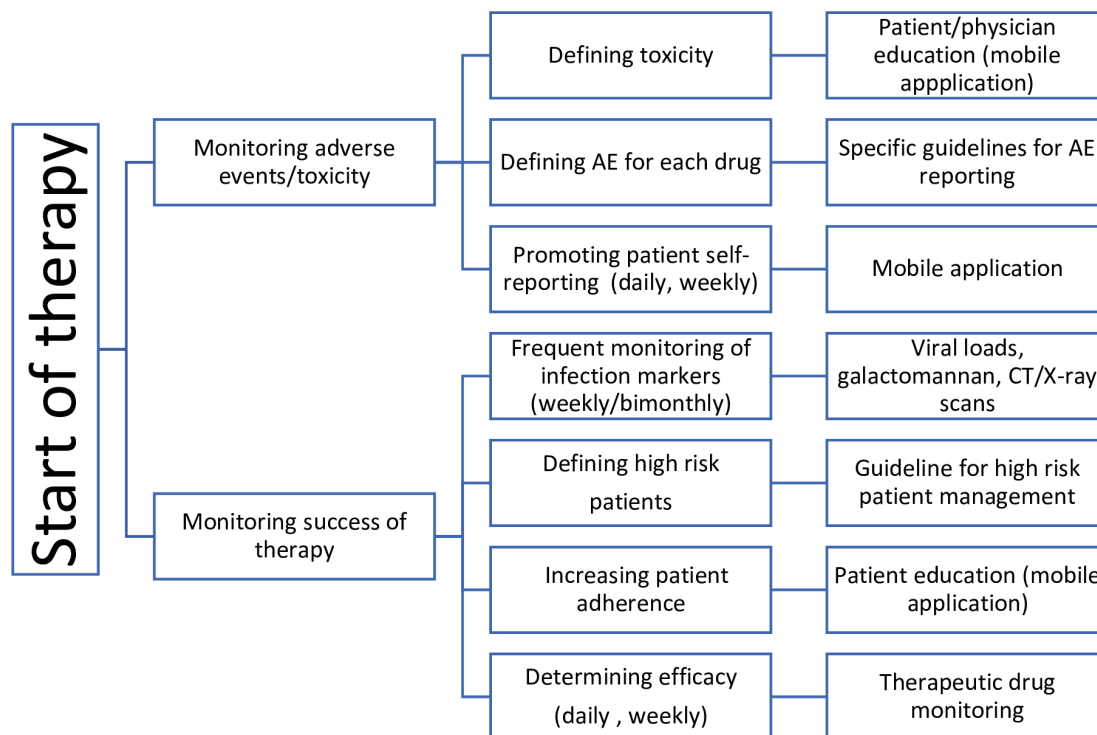 Start of therapy
Monitoring adverse
events/toxicity
Defining toxicity
Patient/physician
education (mobile
appplication)
Defining AE for each drug
Specific guidelines for AE
reporting
Promoting patient self-
reporting (daily, weekly)
Mobile application
Monitoring success of
therapy
Frequent monitoring of
infection markers
(weekly/bimonthly)
Viral loads,
galactomannan, CT/X-ray
scans
Defining high risk
patients
Guideline for high risk
patient management
Increasing patient
adherence
Patient education (mobile
application)
Determining efficacy
(daily , weekly)
Therapeutic drug
monitoring